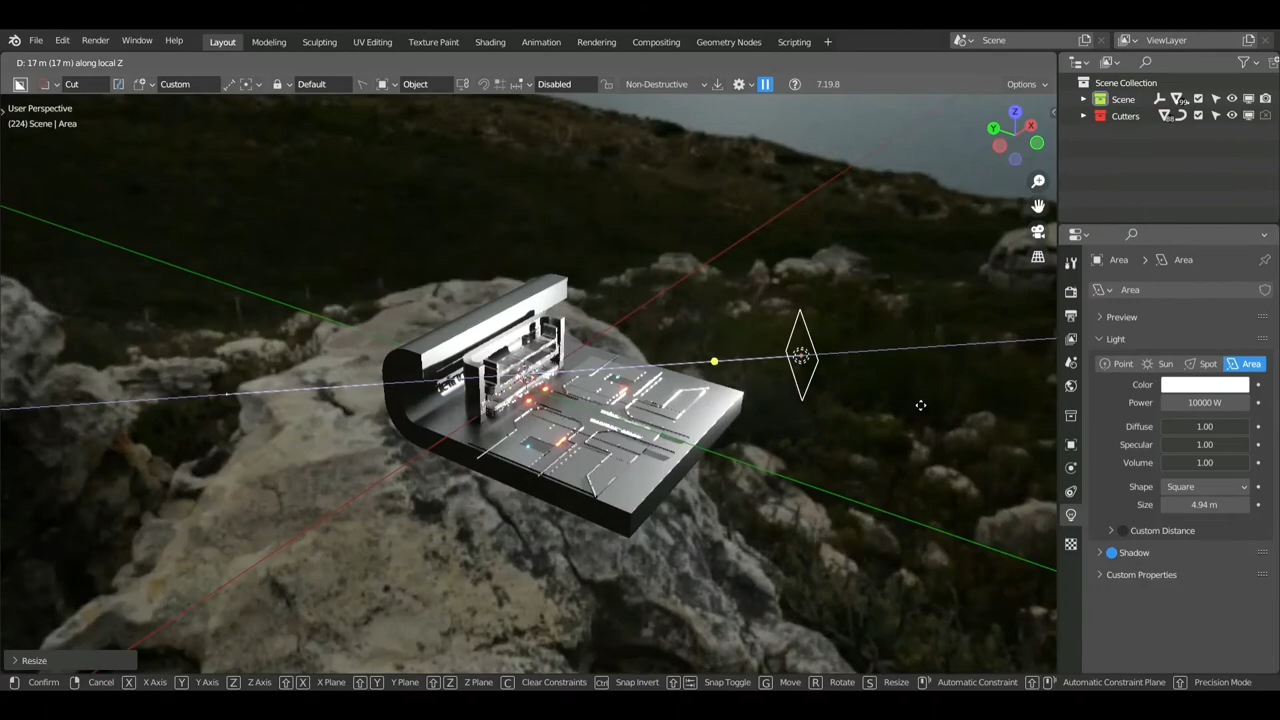 File Edit Render Window Help Layout Modeling Sculpting UV Editing Texture Paint Shading Animation Rendering Compositing Geometry Nodes Scripting + Scene ViewLayer
D: 17 m (17 m) along local Z
Cut Custom Default Object Disabled Non-Destructive 7.19.8 Options
User Perspective
(224) Scene | Area
Z
Y
X
Scene Collection
Scene
Cutters
Area Area
Area
Preview
Light
Point Sun Spot Area
Color
Power 10000 W
Diffuse 1.00
Specular 1.00
Volume 1.00
Shape Square
Size 4.94 m
Custom Distance
Shadow
Custom Properties
Resize
Confirm Cancel X X Axis Y Y Axis Z Z Axis X X Plane Y Y Plane Z Z Plane C Clear Constraints Ctrl Snap Invert Snap Toggle G Move R Rotate S Resize Automatic Constraint Automatic Constraint Plane Precision Mode